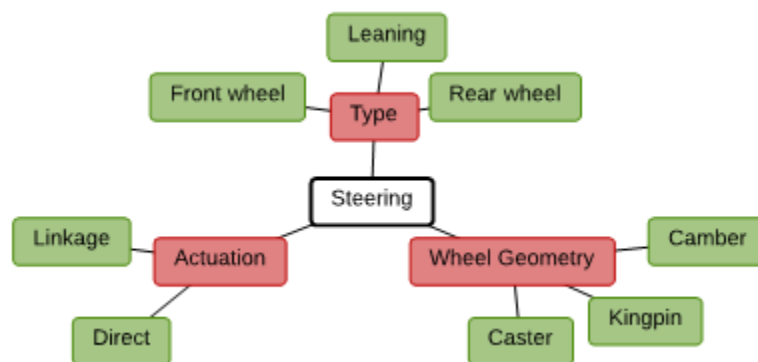 Leaning
Front wheel
Rear wheel
Type
Steering
Linkage
Actuation
Direct
Wheel Geometry
Camber
Kingpin
Caster